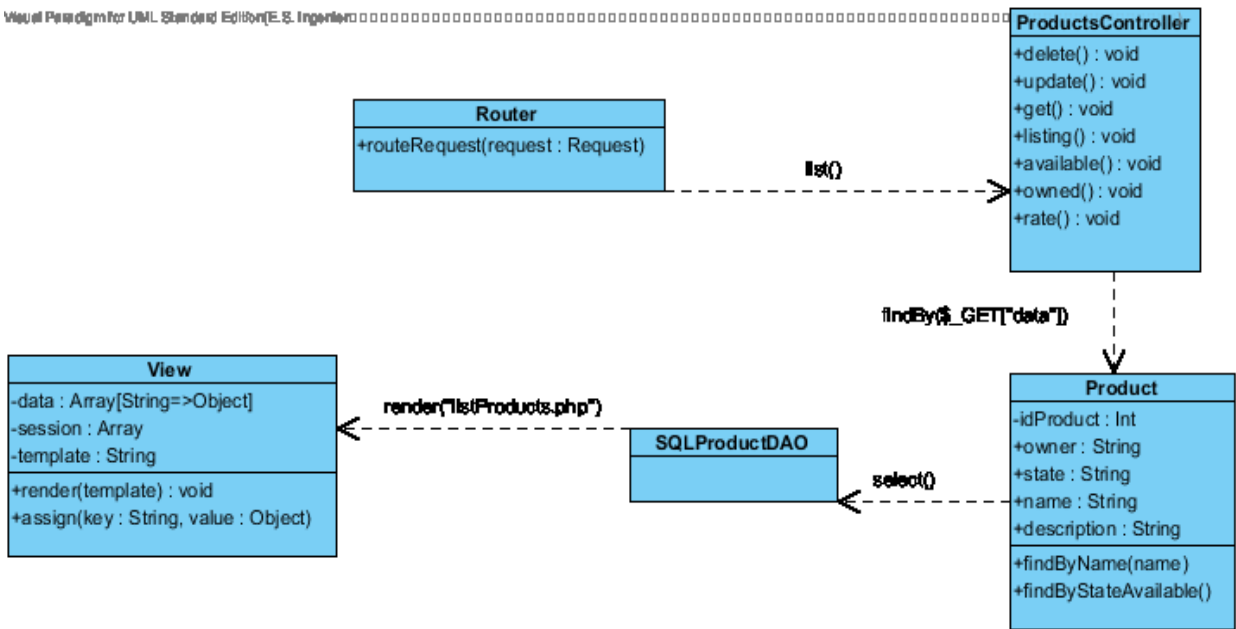 Visual Paradigm for UML Standard Edition(E.S. Ingenier
ProductsController
+delete() : void
+update() : void
+get() : void
+listing() : void
+available() : void
+owned() : void
+rate() : void
Router
+routeRequest(request : Request)
list()
findBy($_GET["data"])
View
-data : Array[String=>Object]
-session : Array
-template : String
+render(template) : void
+assign(key : String, value : Object)
render("listProducts.php")
SQLProductDAO
select()
Product
-idProduct : Int
+owner : String
+state : String
+name : String
+description : String
+findByName(name)
+findByStateAvailable()